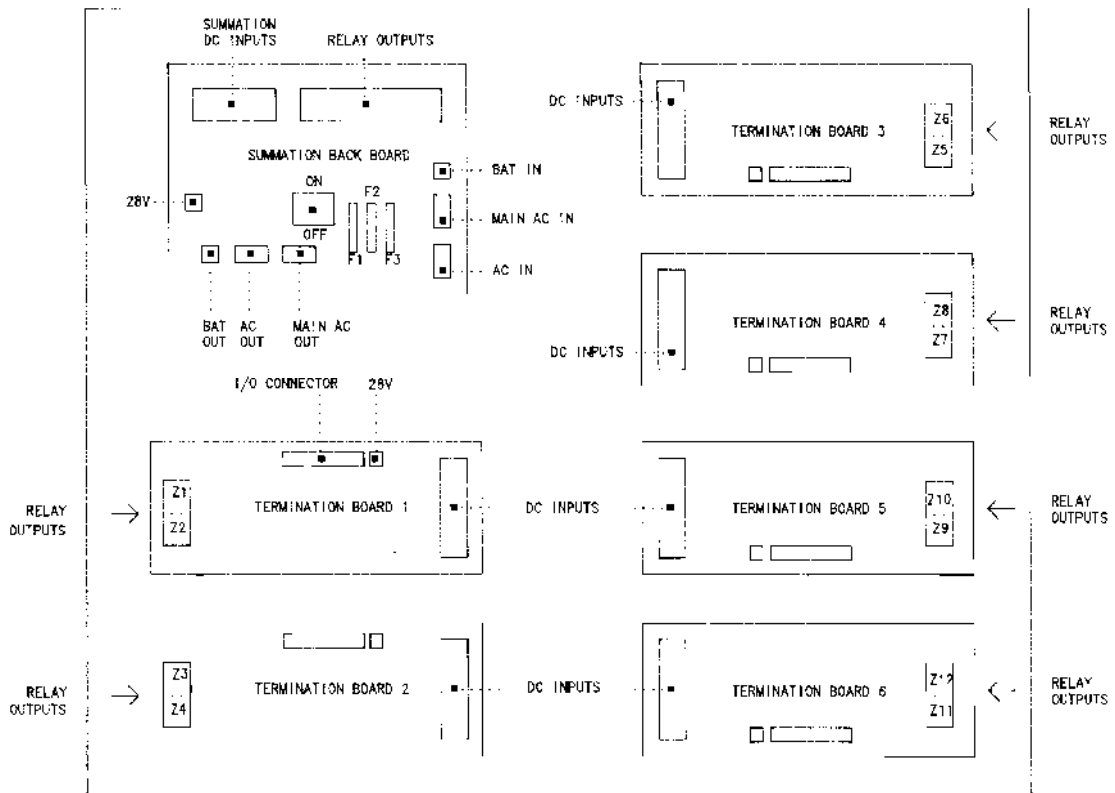 SUMMATION
DC INPUTS
RELAY OUTPUTS
SUMMATION BACK BOARD
ON
OFF
28V
F2
F1
F3
BAT IN
MAIN AC IN
AC IN
BAT
OUT
AC
OUT
MAIN AC
OUT
I/O CONNECTOR
28V
RELAY
OUTPUTS
Z1
Z2
TERMINATION BOARD 1
DC INPUTS
RELAY
OUTPUTS
Z3
Z4
TERMINATION BOARD 2
DC INPUTS
DC INPUTS
TERMINATION BOARD 3
Z6
Z5
RELAY
OUTPUTS
DC INPUTS
TERMINATION BOARD 4
Z8
Z7
RELAY
OUTPUTS
TERMINATION BOARD 5
Z10
Z9
RELAY
OUTPUTS
TERMINATION BOARD 6
Z12
Z11
RELAY
OUTPUTS